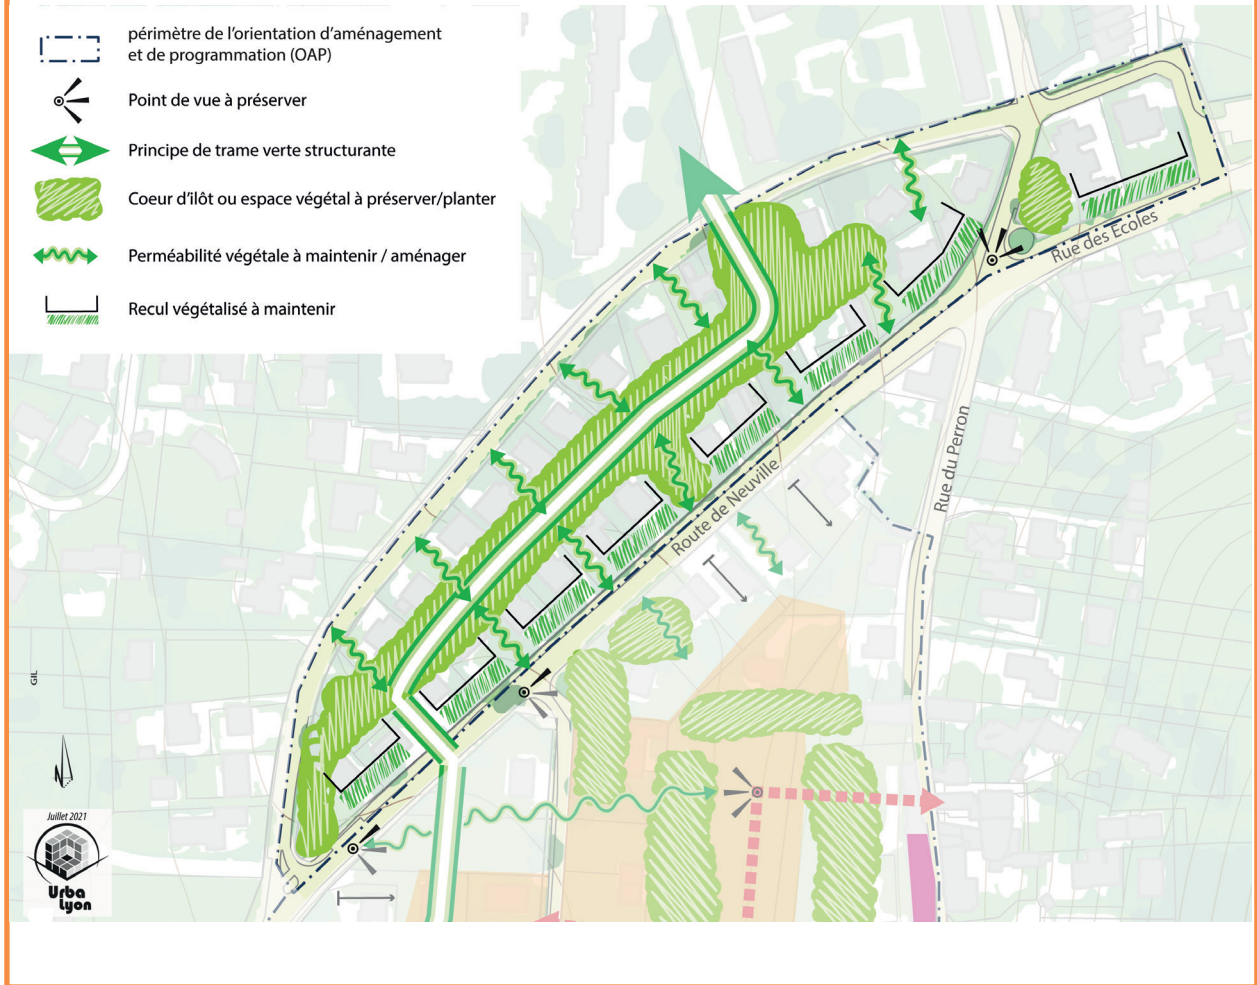 périmètre de l'orientation d'aménagement
et de programmation (OAP)
Point de vue à préserver
Principe de trame verte structurante
Coeur d'ilôt ou espace végétal à préserver/planter
Perméabilité végétale à maintenir / aménager
Recul végétalisé à maintenir
Rue des Ecoles
Rue du Perron
Route de Neuville
GIL
N
Juillet 2021
Urba
Lyon